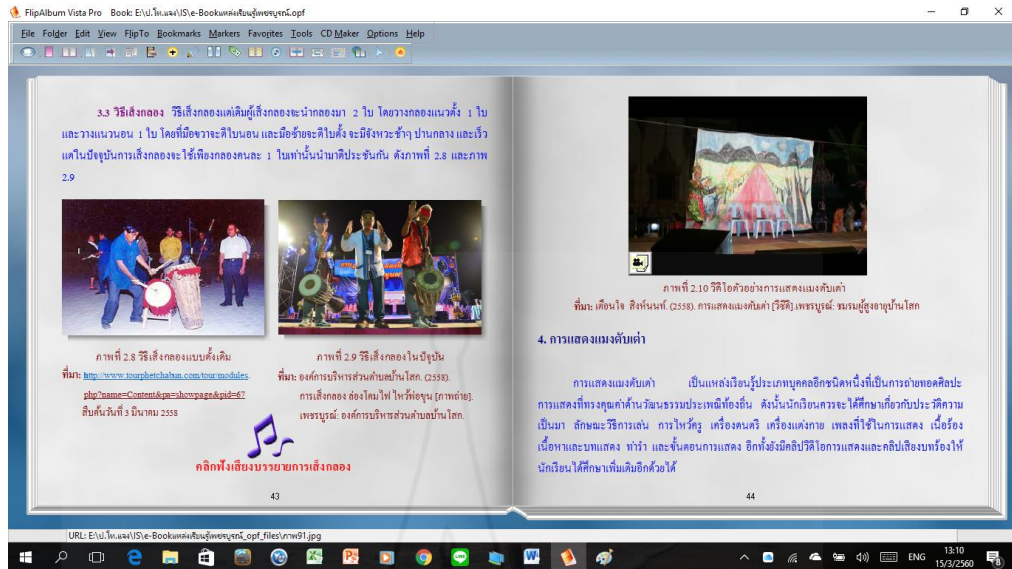 FlipAlbum Vista Pro Book: E:\ป.โท.แจง\IS\e-Bookแหล่งเรียนรู้เพชรบูรณ์.opf
File Folder Edit View FlipTo Bookmarks Markers Favorites Tools CD Maker Options Help
3.3 วิธีเส็งกลอง วิธีเส็งกลองแต่เดิมผู้เส็งกลองจะนำกลองมา 2 ใบ โดยวางกลองแนวตั้ง 1 ใบ
และวางแนวนอน 1 ใบ โดยที่มือขวาจะตีใบนอน และมือซ้ายจะตีใบตั้ง จะมีจังหวะช้าๆ ปานกลาง และเร็ว
แต่ในปัจจุบันการเส็งกลองจะใช้เพียงกลองคนละ 1 ใบเท่านั้นนำมาตีประชันกัน ดังภาพที่ 2.8 และภาพ
2.9
ภาพที่ 2.8 วิธีเส็งกลองแบบดั้งเดิม
ที่มา: http://www.tourphetchabun.com/tour/modules.
php?name=Content&pa=showpage&pid=67
สืบค้นวันที่ 3 มีนาคม 2558
ภาพที่ 2.9 วิธีเส็งกลองในปัจจุบัน
ที่มา: องค์การบริหารส่วนตำบลบ้านโสก. (2558).
การเส็งกลอง ล่องโคมไฟ ไหว้พ่อขุน [ภาพถ่าย].
เพชรบูรณ์: องค์การบริหารส่วนตำบลบ้านโสก.
คลิกฟังเสียงบรรยายการเส็งกลอง
43
ภาพที่ 2.10 วีดีโอตัวอย่างการแสดงแมงตับเต่า
ที่มา: เตือนใจ สิงห์นนท์. (2558). การแสดงแมงตับเต่า [วีซีดี].เพชรบูรณ์: ชมรมผู้สูงอายุบ้านโสก
4. การแสดงแมงตับเต่า
การแสดงแมงตับเต่า เป็นแหล่งเรียนรู้ประเภทบุคคลอีกชนิดหนึ่งที่เป็นการถ่ายทอดศิลปะ
การแสดงที่ทรงคุณค่าด้านวัฒนธรรมประเพณีท้องถิ่น ดังนั้นนักเรียนควรจะได้ศึกษาเกี่ยวกับประวัติความ
เป็นมา ลักษณะวิธีการเล่น การไหว้ครู เครื่องดนตรี เครื่องแต่งกาย เพลงที่ใช้ในการแสดง เนื้อร้อง
เนื้อหาและบทแสดง ท่ารำ และขั้นตอนการแสดง อีกทั้งยังมีคลิปวีดิโอการแสดงและคลิปเสียงบทร้องให้
นักเรียนได้ศึกษาเพิ่มเติมอีกด้วยได้
44
URL: E:\ป.โท.แจง\IS\e-Bookแหล่งเรียนรู้เพชรบูรณ์_opf_files\ภาพ91.jpg
ENG
13:10
15/3/2560